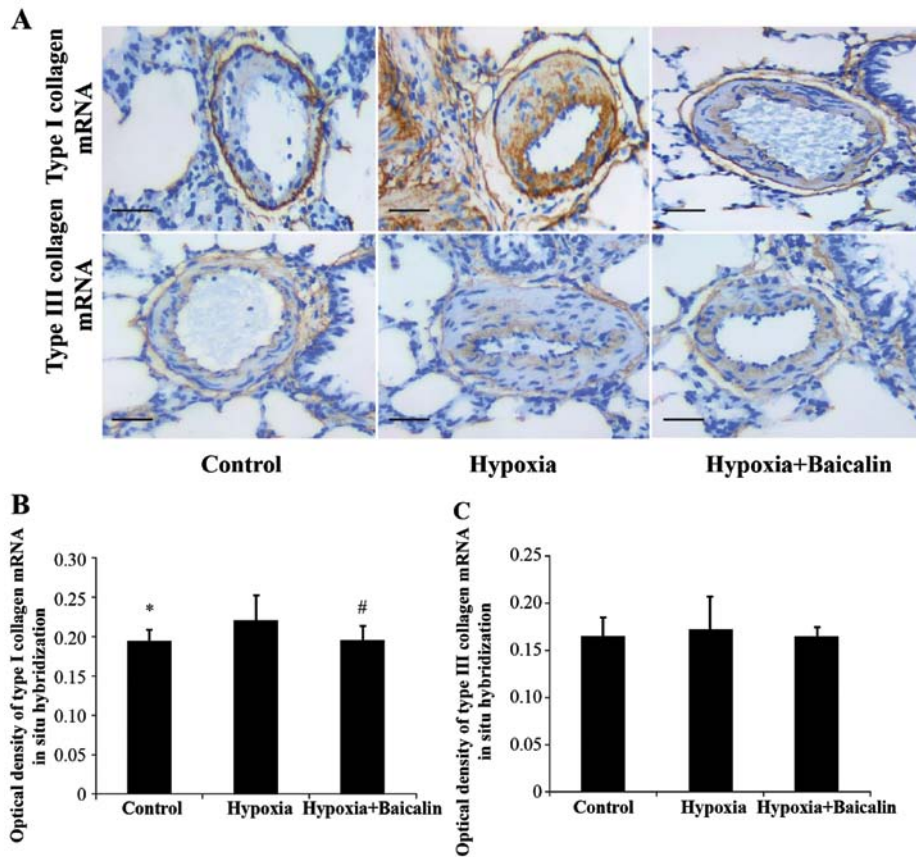 A
Type I collagen
mRNA
Type III collagen
mRNA
Control
Hypoxia
Hypoxia+Baicalin
B
Optical density of type I collagen mRNA
in situ hybridization
0.30
0.25
0.20
0.15
0.10
0.05
0.00
*
#
Control
Hypoxia
Hypoxia+Baicalin
C
Optical density of type III collagen mRNA
in situ hybridization
0.25
0.20
0.15
0.10
0.05
0
Control
Hypoxia
Hypoxia+Baicalin